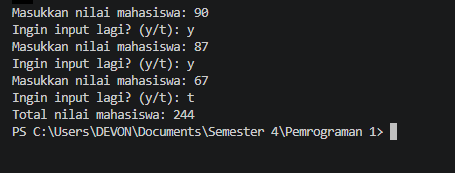 Masukkan nilai mahasiswa: 90
Ingin input lagi? (y/t): y
Masukkan nilai mahasiswa: 87
Ingin input lagi? (y/t): y
Masukkan nilai mahasiswa: 67
Ingin input lagi? (y/t): t
Total nilai mahasiswa: 244
PS C:\Users\DEVON\Documents\Semester 4\Pemrograman 1>